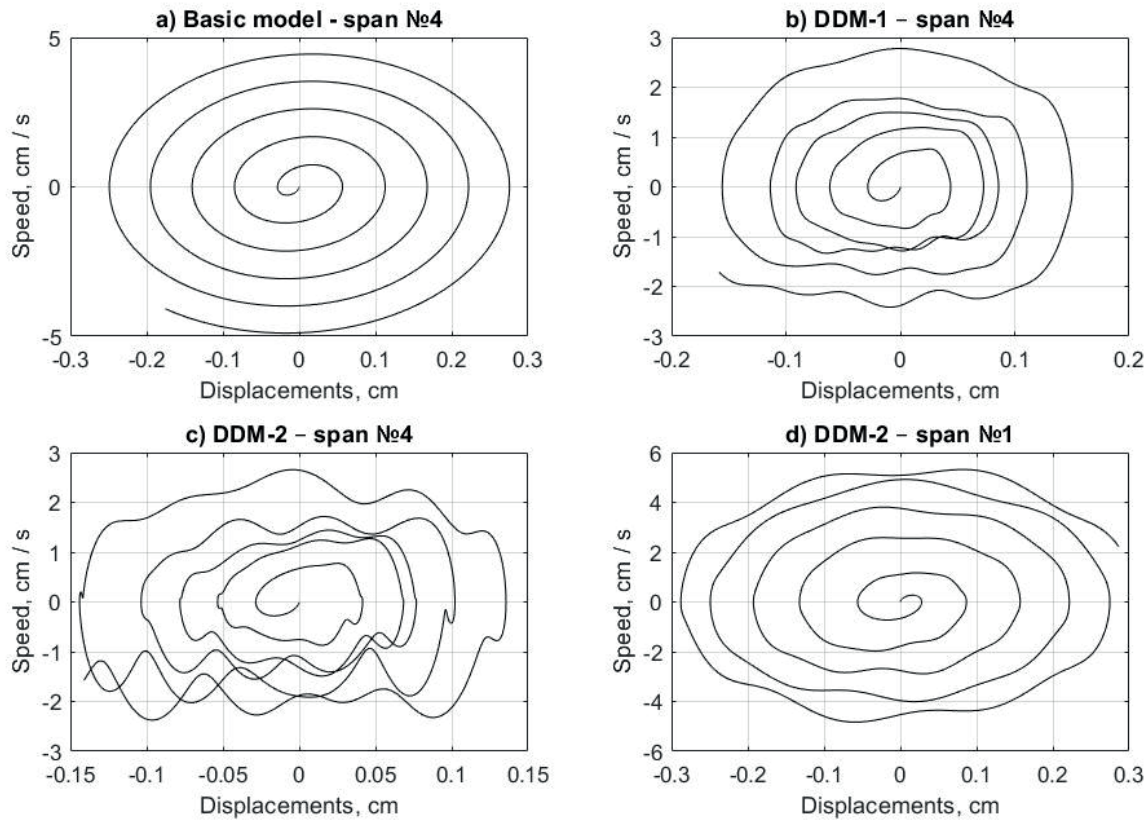 a) Basic model - span №4
5
0
-5
Speed, cm / s
-0.3 -0.2 -0.1 0 0.1 0.2 0.3
Displacements, cm
b) DDM-1 – span №4
3
2
1
0
-1
-2
-3
Speed, cm / s
-0.2 -0.1 0 0.1 0.2
Displacements, cm
c) DDM-2 – span №4
3
2
1
0
-1
-2
-3
Speed, cm / s
-0.15 -0.1 -0.05 0 0.05 0.1 0.15
Displacements, cm
d) DDM-2 – span №1
6
4
2
0
-2
-4
-6
Speed, cm / s
-0.3 -0.2 -0.1 0 0.1 0.2 0.3
Displacements, cm